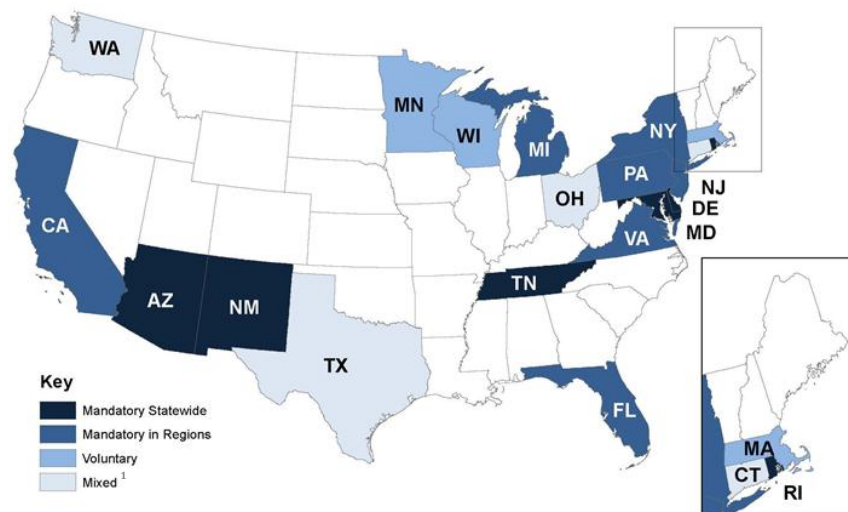 WA
MN
WI
MI
NY
PA
OH
NJ
DE
MD
VA
CA
AZ
NM
TN
TX
FL
Key
Mandatory Statewide
Mandatory in Regions
Voluntary
Mixed 1
MA
CT
RI